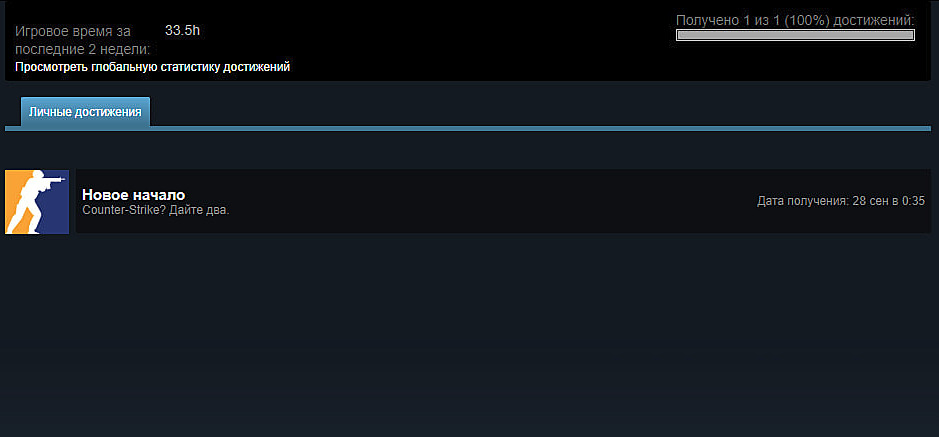 Игровое время за
последние 2 недели:
33.5h
Просмотреть глобальную статистику достижений
Получено 1 из 1 (100%) достижений:
Личные достижения
Новое начало
Counter-Strike? Дайте два.
Дата получения: 28 сен в 0:35